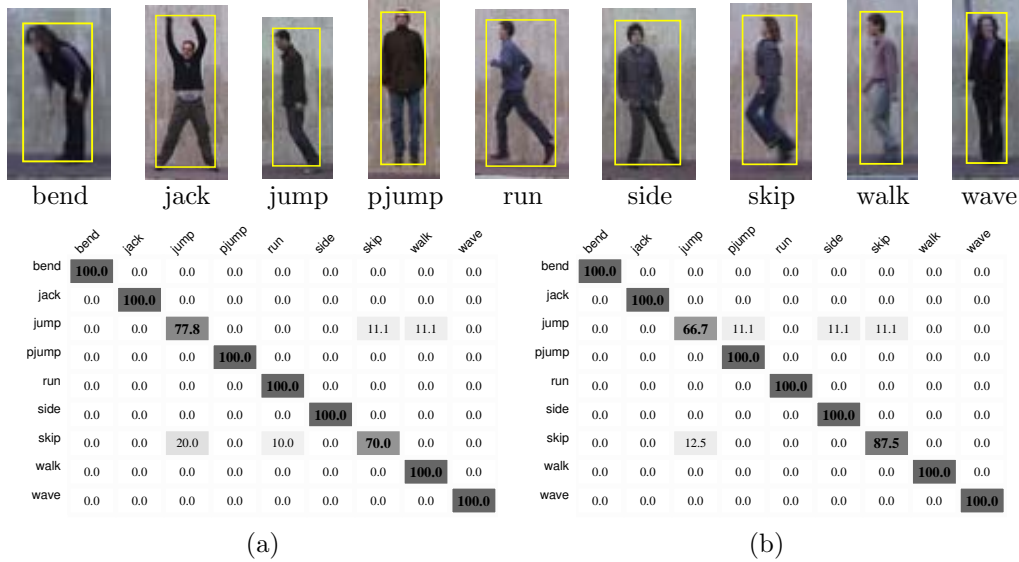 bend jack jump pjump run side skip walk wave
bend jack jump pjump run side skip walk wave
bend 100.0 0.0 0.0 0.0 0.0 0.0 0.0 0.0 0.0
jack 0.0 100.0 0.0 0.0 0.0 0.0 0.0 0.0 0.0
jump 0.0 0.0 77.8 0.0 0.0 0.0 11.1 11.1 0.0
pjump 0.0 0.0 0.0 100.0 0.0 0.0 0.0 0.0 0.0
run 0.0 0.0 0.0 0.0 100.0 0.0 0.0 0.0 0.0
side 0.0 0.0 0.0 0.0 0.0 100.0 0.0 0.0 0.0
skip 0.0 0.0 20.0 0.0 10.0 0.0 70.0 0.0 0.0
walk 0.0 0.0 0.0 0.0 0.0 0.0 0.0 100.0 0.0
wave 0.0 0.0 0.0 0.0 0.0 0.0 0.0 0.0 100.0
(a)
bend jack jump pjump run side skip walk wave
bend 100.0 0.0 0.0 0.0 0.0 0.0 0.0 0.0 0.0
jack 0.0 100.0 0.0 0.0 0.0 0.0 0.0 0.0 0.0
jump 0.0 0.0 66.7 11.1 0.0 11.1 11.1 0.0 0.0
pjump 0.0 0.0 0.0 100.0 0.0 0.0 0.0 0.0 0.0
run 0.0 0.0 0.0 0.0 100.0 0.0 0.0 0.0 0.0
side 0.0 0.0 0.0 0.0 0.0 100.0 0.0 0.0 0.0
skip 0.0 0.0 12.5 0.0 0.0 0.0 87.5 0.0 0.0
walk 0.0 0.0 0.0 0.0 0.0 0.0 0.0 100.0 0.0
wave 0.0 0.0 0.0 0.0 0.0 0.0 0.0 0.0 100.0
(b)